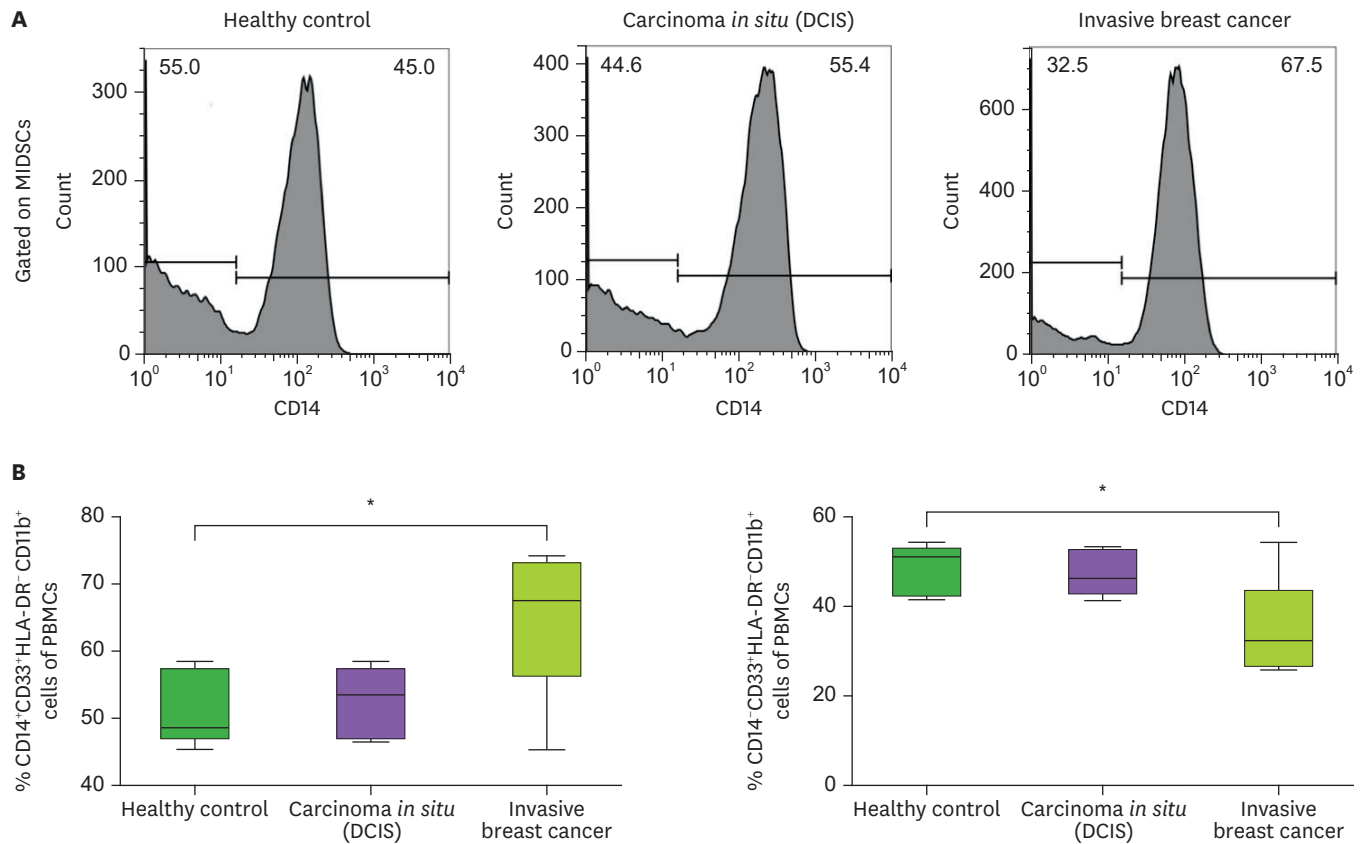 A
Healthy control
Carcinoma in situ (DCIS)
Invasive breast cancer
Gated on MIDSCs
Count
300
200
100
0
55.0
45.0
10⁰
10¹
10²
10³
10⁴
CD14
Count
400
300
200
100
0
44.6
55.4
10⁰
10¹
10²
10³
10⁴
CD14
Count
600
400
200
0
32.5
67.5
10⁰
10¹
10²
10³
10⁴
CD14
B
% CD14⁺CD33⁺HLA-DR⁻CD11b⁺
cells of PBMCs
80
70
60
50
40
*
Healthy control
Carcinoma in situ
(DCIS)
Invasive
breast cancer
% CD14⁻CD33⁺HLA-DR⁻CD11b⁺
cells of PBMCs
60
40
20
0
*
Healthy control
Carcinoma in situ
(DCIS)
Invasive
breast cancer